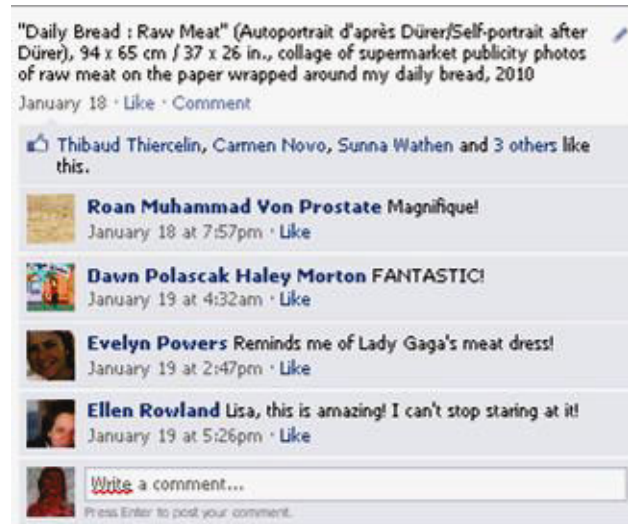 "Daily Bread : Raw Meat" (Autoportrait d'après Dürer/Self-portrait after
Dürer), 94 x 65 cm / 37 x 26 in., collage of supermarket publicity photos
of raw meat on the paper wrapped around my daily bread, 2010
January 18 · Like · Comment
Thibaud Thiercelin, Carmen Novo, Sunna Wathen and 3 others like
this.
Roan Muhammad Von Prostate Magnifique!
January 18 at 7:57pm · Like
Dawn Polascak Haley Morton FANTASTIC!
January 19 at 4:32am · Like
Evelyn Powers Reminds me of Lady Gaga's meat dress!
January 19 at 2:47pm · Like
Ellen Rowland Lisa, this is amazing! I can't stop staring at it!
January 19 at 5:26pm · Like
Write a comment...
Press Enter to post your comment.